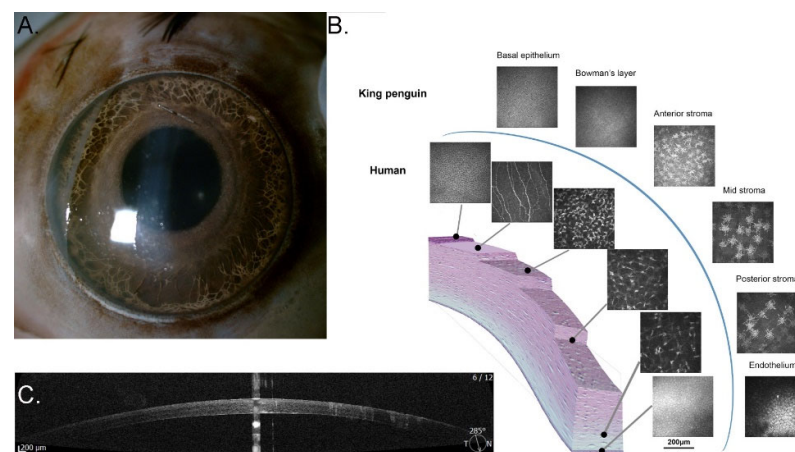 A.
B.
Basal epithelium
Bowman's layer
King penguin
Anterior stroma
Human
Mid stroma
Posterior stroma
Endothelium
200µm
C.
6 / 12
285°
T N
200 µm